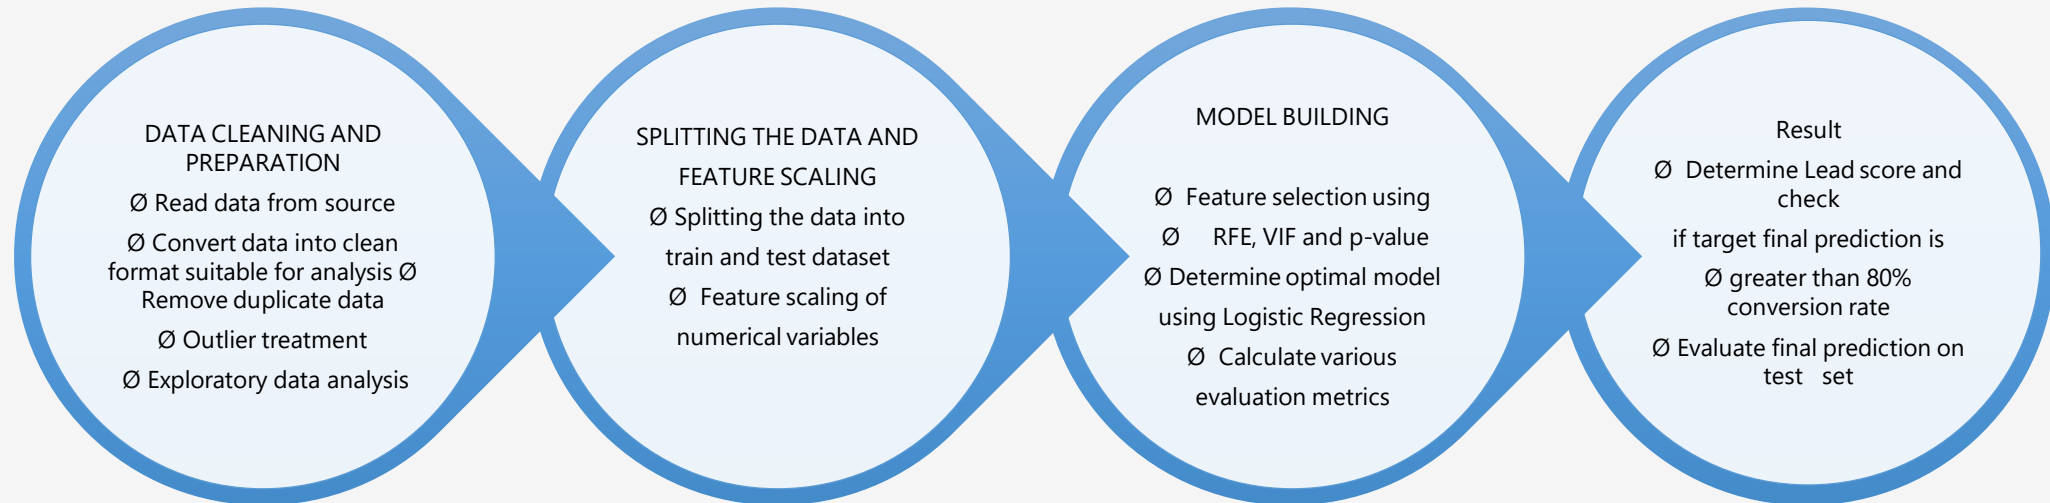 DATA CLEANING AND
PREPARATION
Ø Read data from source
Ø Convert data into clean
format suitable for analysis Ø
Remove duplicate data
Ø Outlier treatment
Ø Exploratory data analysis
SPLITTING THE DATA AND
FEATURE SCALING
Ø Splitting the data into
train and test dataset
Ø Feature scaling of
numerical variables
MODEL BUILDING
Ø Feature selection using
Ø RFE, VIF and p-value
Ø Determine optimal model
using Logistic Regression
Ø Calculate various
evaluation metrics
Result
Ø Determine Lead score and
check
if target final prediction is
Ø greater than 80%
conversion rate
Ø Evaluate final prediction on
test set